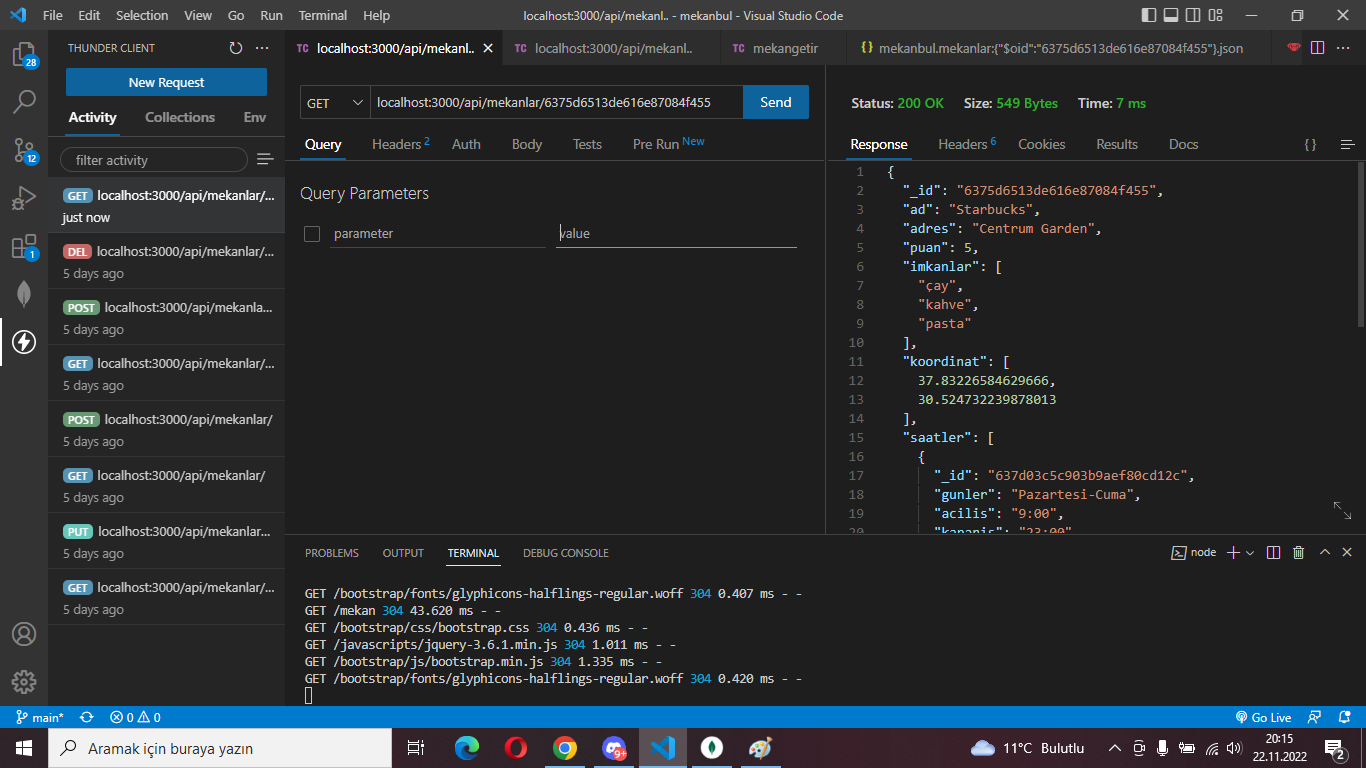 File Edit Selection View Go Run Terminal Help localhost:3000/api/mekanl.. - mekanbul - Visual Studio Code
THUNDER CLIENT
New Request
Activity Collections Env
filter activity
GET localhost:3000/api/mekanlar/...
just now
DEL localhost:3000/api/mekanlar/...
5 days ago
POST localhost:3000/api/mekanla...
5 days ago
GET localhost:3000/api/mekanlar/...
5 days ago
POST localhost:3000/api/mekanlar/
5 days ago
GET localhost:3000/api/mekanlar/
5 days ago
PUT localhost:3000/api/mekanlar...
5 days ago
GET localhost:3000/api/mekanlar/...
5 days ago
28
12
1
TC localhost:3000/api/mekanl.. TC localhost:3000/api/mekanl.. TC mekangetir {} mekanbul.mekanlar:{"$oid":"6375d6513de616e87084f455"}.json
GET localhost:3000/api/mekanlar/6375d6513de616e87084f455 Send
Query Headers 2 Auth Body Tests Pre Run New
Query Parameters
parameter value
Status: 200 OK Size: 549 Bytes Time: 7 ms
Response Headers 6 Cookies Results Docs {}
1 {
2 "_id": "6375d6513de616e87084f455",
3 "ad": "Starbucks",
4 "adres": "Centrum Garden",
5 "puan": 5,
6 "imkanlar": [
7 "çay",
8 "kahve",
9 "pasta"
10 ],
11 "koordinat": [
12 37.83226584629666,
13 30.524732239878013
14 ],
15 "saatler": [
16 {
17 "_id": "637d03c5c903b9aef80cd12c",
18 "gunler": "Pazartesi-Cuma",
19 "acilis": "9:00",
20 "kapanis": "23:00"
PROBLEMS OUTPUT TERMINAL DEBUG CONSOLE node
GET /bootstrap/fonts/glyphicons-halflings-regular.woff 304 0.407 ms - -
GET /mekan 304 43.620 ms - -
GET /bootstrap/css/bootstrap.css 304 0.436 ms - -
GET /javascripts/jquery-3.6.1.min.js 304 1.011 ms - -
GET /bootstrap/js/bootstrap.min.js 304 1.335 ms - -
GET /bootstrap/fonts/glyphicons-halflings-regular.woff 304 0.420 ms - -
main* 0 0 Go Live
Aramak için buraya yazın 9+ 11°C Bulutlu 20:15
22.11.2022 2